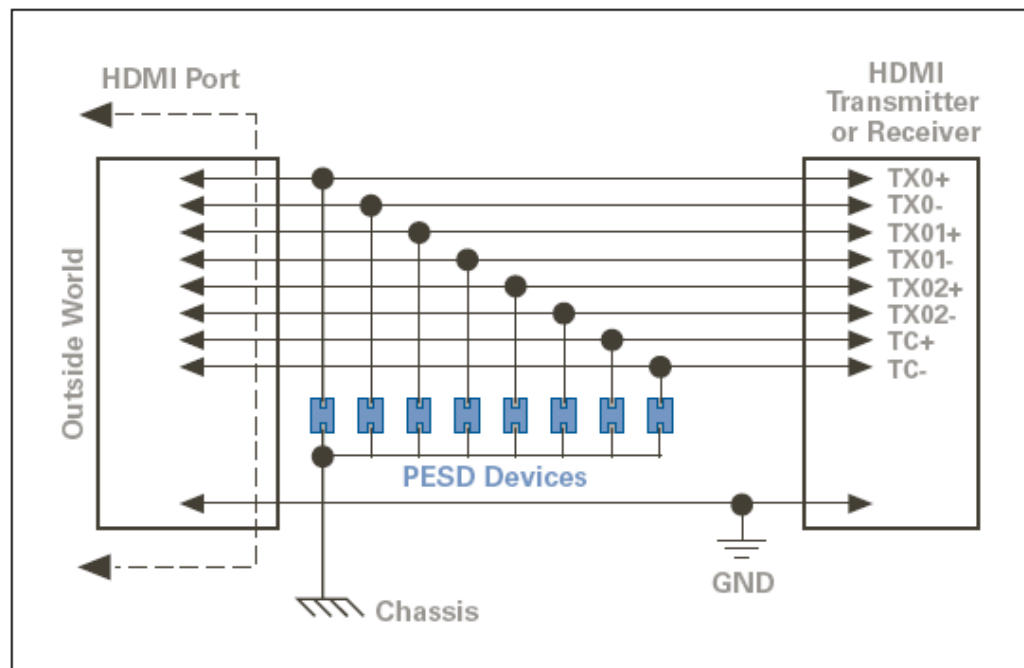 HDMI Port
HDMI
Transmitter
or Receiver
Outside World
TX0+
TX0-
TX01+
TX01-
TX02+
TX02-
TC+
TC-
PESD Devices
GND
Chassis